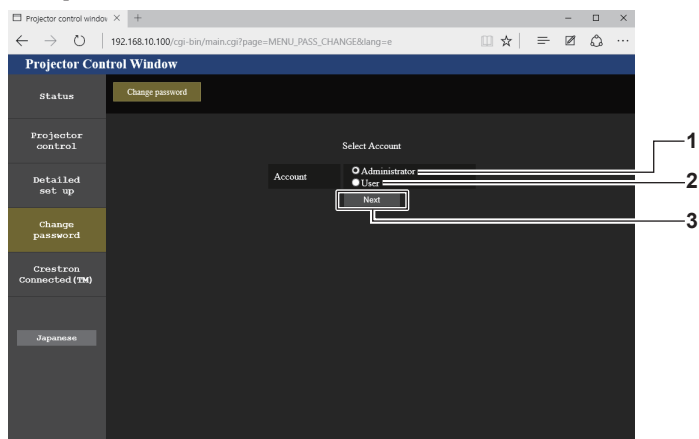 Projector control window
192.168.10.100/cgi-bin/main.cgi?page=MENU_PASS_CHANGE&lang=e
Projector Control Window
Status
Change password
Projector
control
Select Account
1
Account
Administrator
User
2
Detailed
set up
Next
3
Change
password
Crestron
Connected(TM)
Japanese